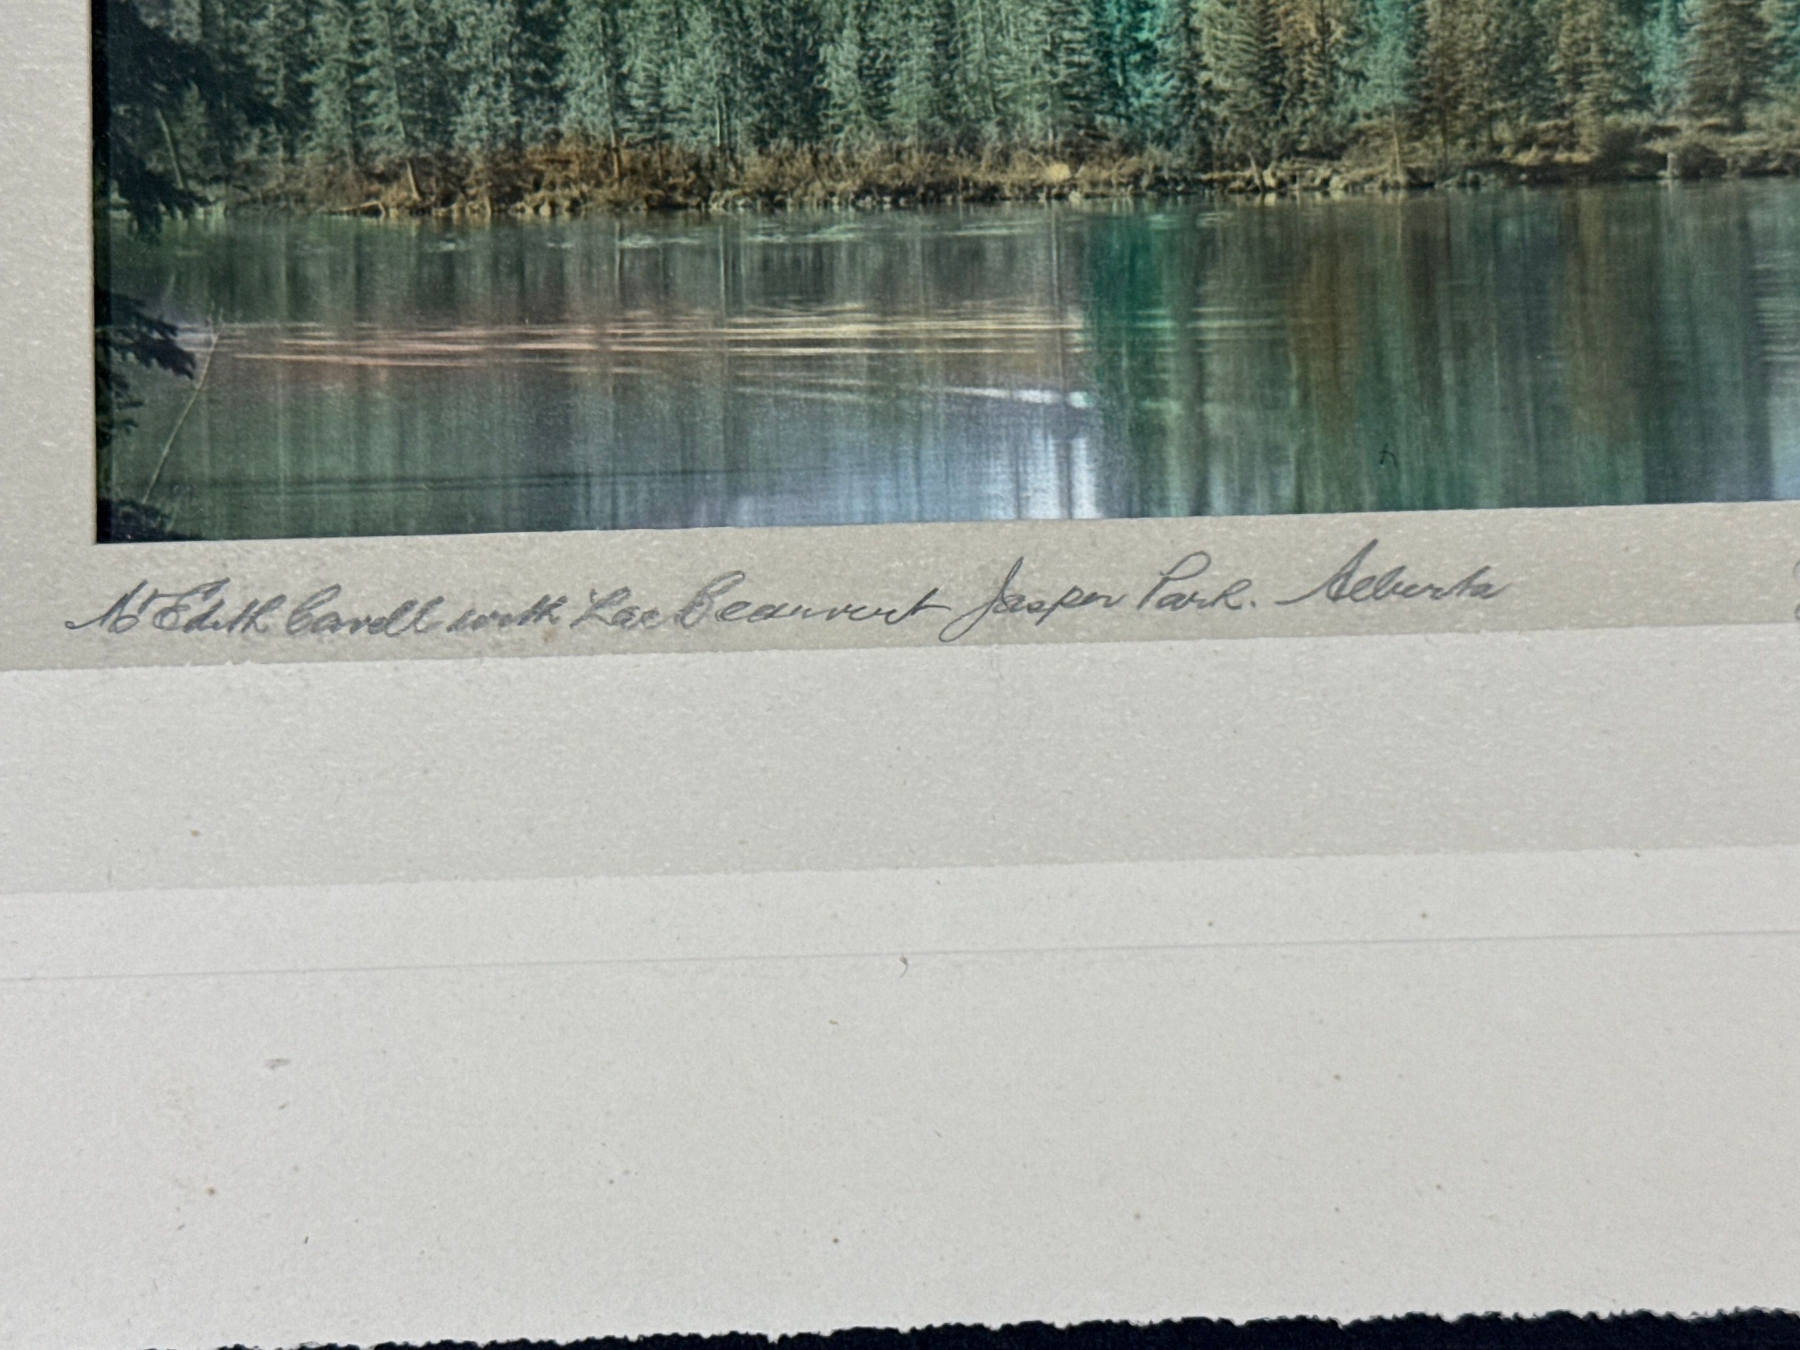 Mt Edith Cavell with Lac Beauvert Jasper Park. Alberta